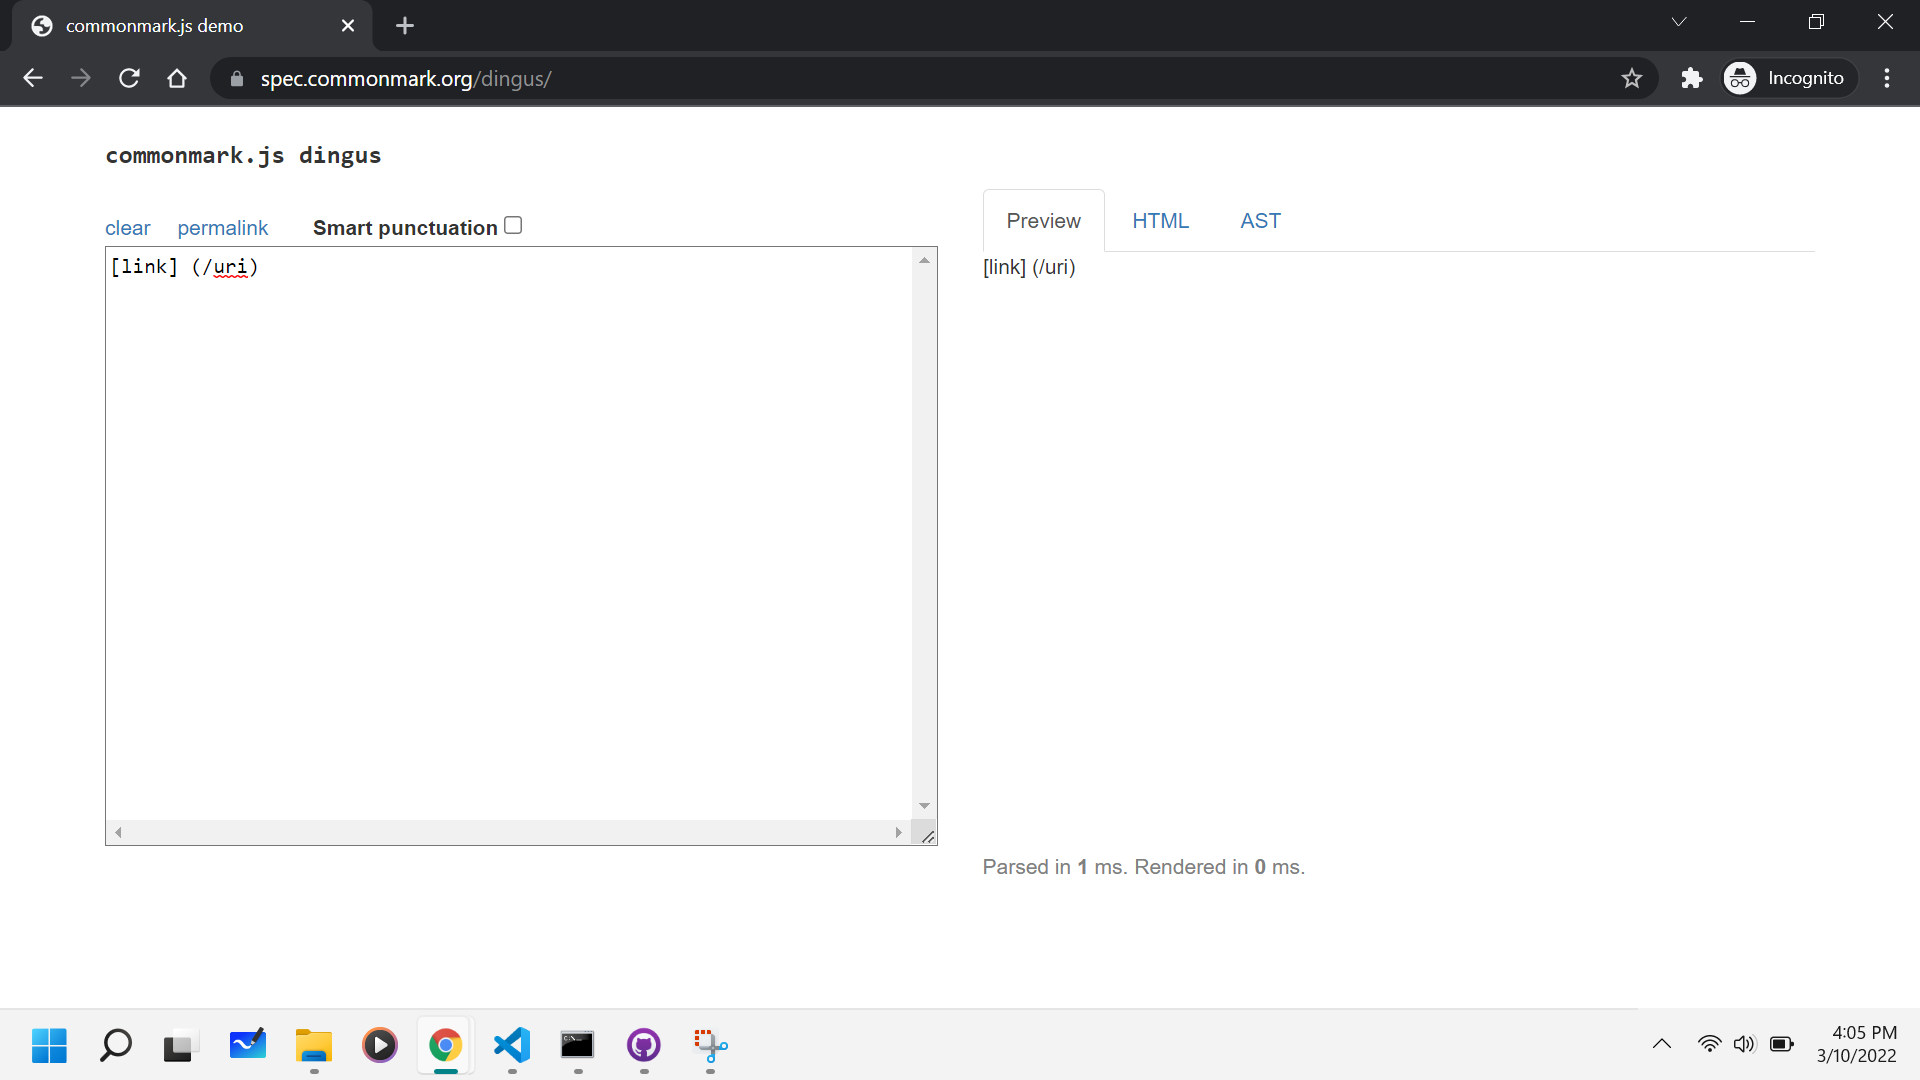 commonmark.js demo
spec.commonmark.org/dingus/
Incognito
commonmark.js dingus
clear permalink Smart punctuation
Preview HTML AST
[link] (/uri)
[link] (/uri)
Parsed in 1 ms. Rendered in 0 ms.
4:05 PM
3/10/2022